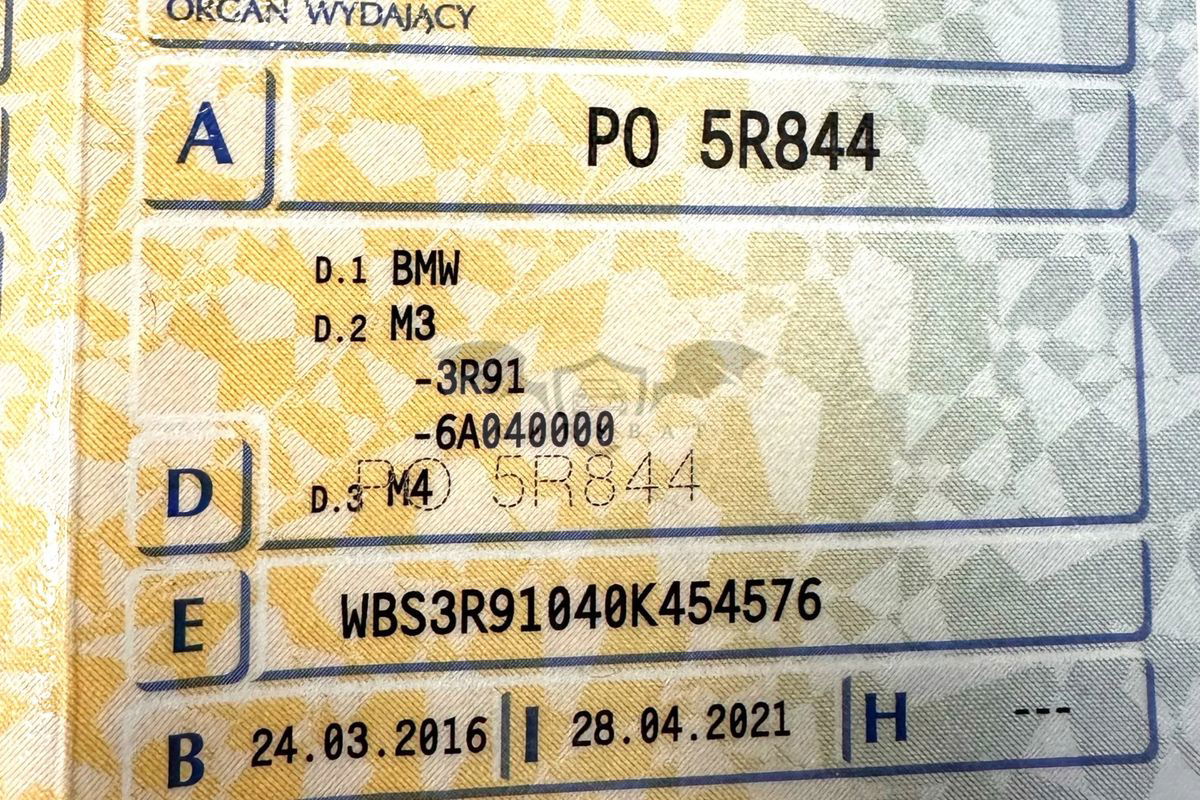 ORGAN WYDAJĄCY
A PO 5R844
D.1 BMW
D.2 M3
-3R91
-6A040000
PO 5R844
D D.3 M4
E WBS3R91040K454576
B 24.03.2016 I 28.04.2021 H ---